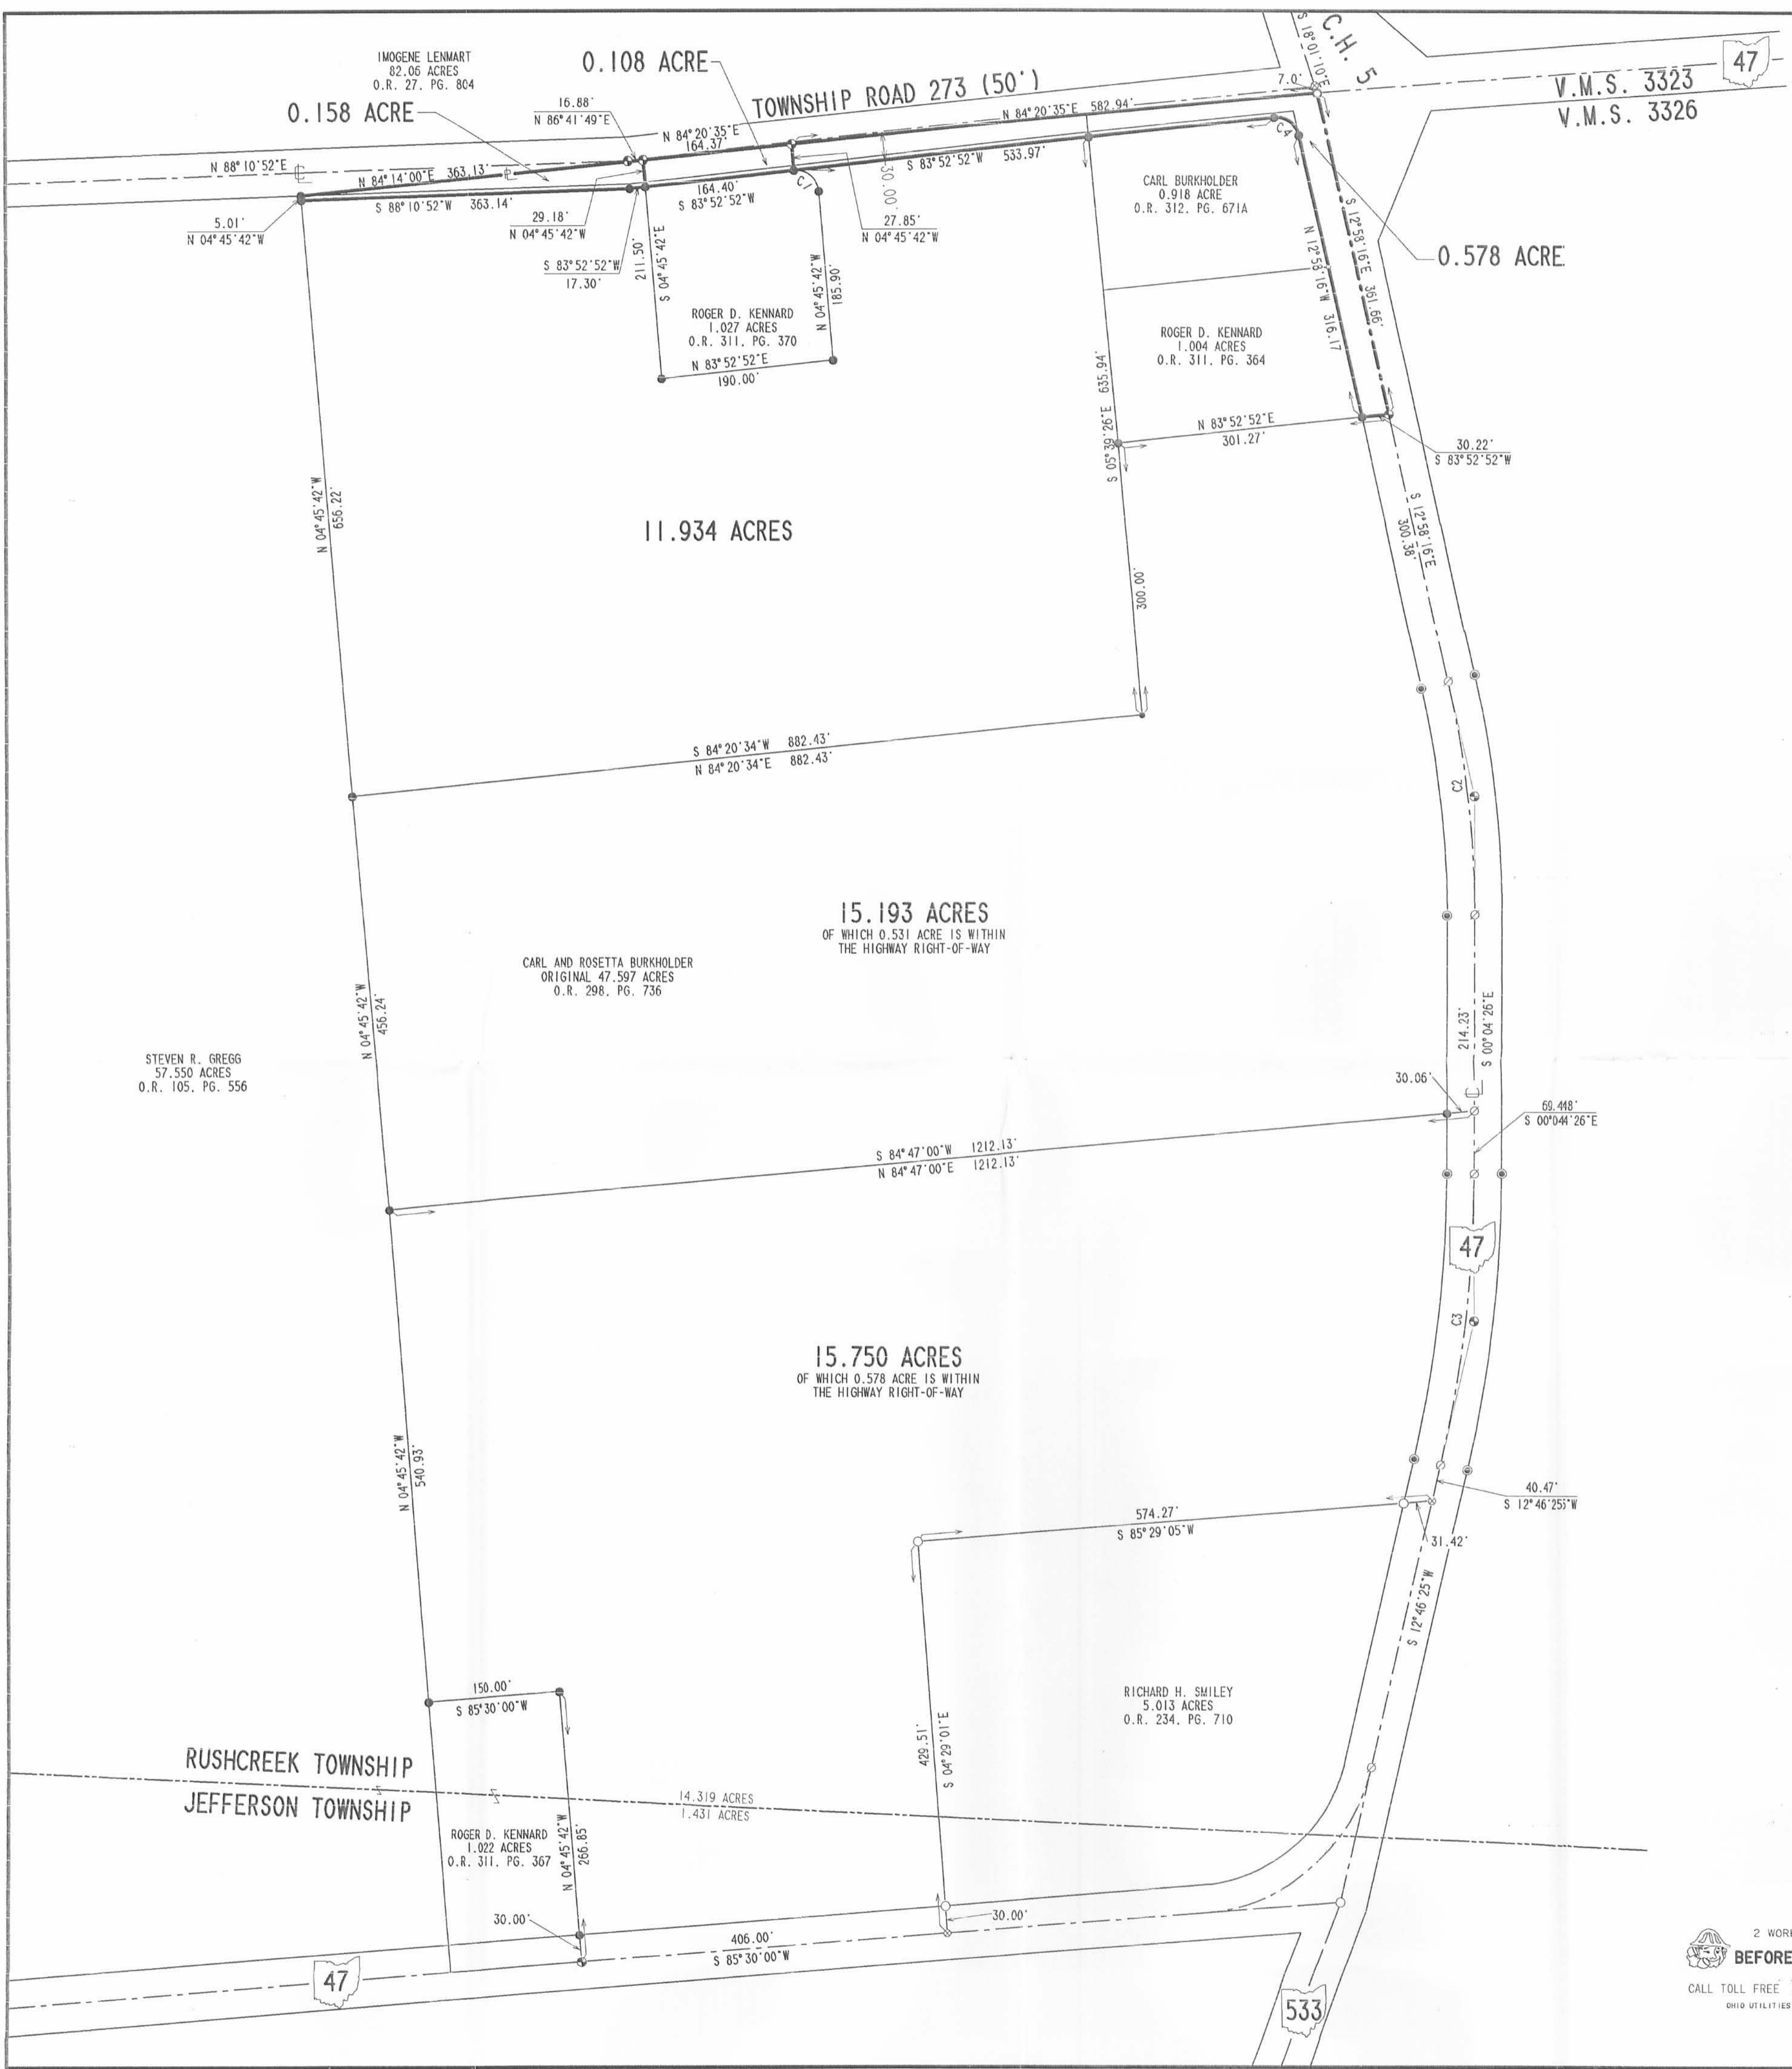 IMOGENE LENMART
82.06 ACRES
O.R. 27, PG. 804
0.158 ACRE
0.108 ACRE
16.88'
N 86°41'49"E
TOWNSHIP ROAD 273 (50')
S 18°01'10"E
C.H. 5
7.0'
47
V.M.S. 3323
V.M.S. 3326
N 88°10'52"E
N 84°14'00"E 363.13'
N 84°20'35"E
164.37'
N 84°20'35"E 582.94'
S 88°10'52"W 363.14'
5.01'
N 04°45'42"W
29.18'
N 04°45'42"W
S 83°52'52"W
17.30'
164.40'
S 83°52'52"W
C1
S 83°52'52"W 533.97'
30.00'
27.85'
N 04°45'42"W
C4
CARL BURKHOLDER
0.918 ACRE
O.R. 312, PG. 671A
0.578 ACRE
S 12°58'16"E 361.66'
N 12°58'16"W 316.17
211.50'
S 04°45'42"E
N 04°45'42"W
185.90'
ROGER D. KENNARD
1.027 ACRES
O.R. 311, PG. 370
N 83°52'52"E
190.00'
ROGER D. KENNARD
1.004 ACRES
O.R. 311, PG. 364
S 05°39'26"E 635.94'
N 83°52'52"E
301.27'
30.22'
S 83°52'52"W
N 04°45'42"W
656.22'
11.934 ACRES
300.00'
S 12°58'16"E
300.38'
S 84°20'34"W 882.43'
N 84°20'34"E 882.43'
C2
15.193 ACRES
OF WHICH 0.531 ACRE IS WITHIN
THE HIGHWAY RIGHT-OF-WAY
CARL AND ROSETTA BURKHOLDER
ORIGINAL 47.597 ACRES
O.R. 298, PG. 736
N 04°45'42"W
456.24'
STEVEN R. GREGG
57.550 ACRES
O.R. 105, PG. 556
214.23'
S 00°04'26"E
30.06'
69.448'
S 00°044'26"E
S 84°47'00"W 1212.13'
N 84°47'00"E 1212.13'
47
C3
15.750 ACRES
OF WHICH 0.578 ACRE IS WITHIN
THE HIGHWAY RIGHT-OF-WAY
N 04°45'42"W
540.93'
40.47'
S 12°46'25"W
574.27'
S 85°29'05"W
31.42'
S 12°46'25"W
429.51'
S 04°29'01"E
RICHARD H. SMILEY
5.013 ACRES
O.R. 234, PG. 710
150.00'
S 85°30'00"W
RUSHCREEK TOWNSHIP
JEFFERSON TOWNSHIP
14.319 ACRES
1.431 ACRES
ROGER D. KENNARD
1.022 ACRES
O.R. 311, PG. 367
N 04°45'42"W
266.85'
30.00'
30.00'
406.00'
S 85°30'00"W
47
533
2 WOR
BEFORE
CALL TOLL FREE
OHIO UTILITIES